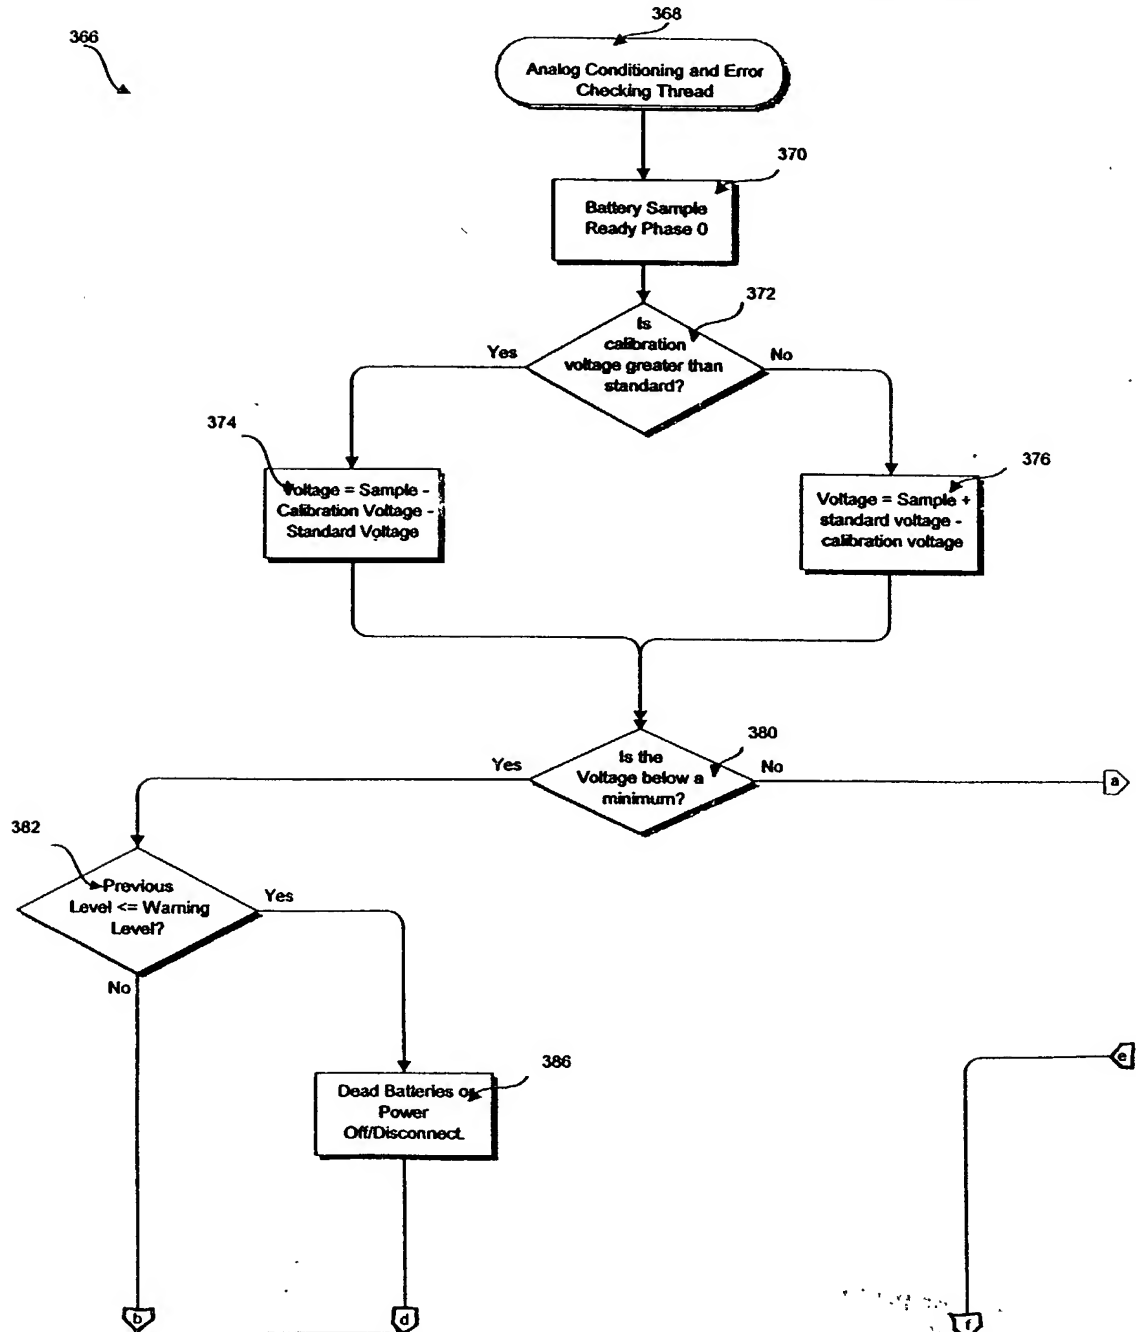 368
366
Analog Conditioning and Error
Checking Thread
370
Battery Sample
Ready Phase 0
372
Is
calibration
voltage greater than
standard?
Yes
No
374
Voltage = Sample -
Calibration Voltage -
Standard Voltage
376
Voltage = Sample +
standard voltage -
calibration voltage
380
Is the
Voltage below a
minimum?
Yes
No
a
382
Previous
Level <= Warning
Level?
Yes
No
386
Dead Batteries or
Power
Off/Disconnect.
e
b
d
f